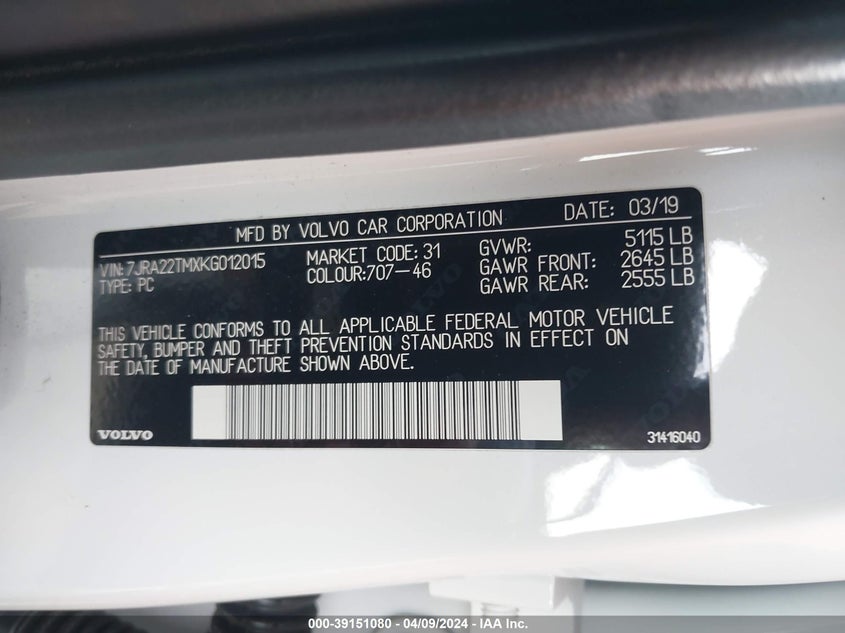 MFD BY VOLVO CAR CORPORATION DATE: 03/19
VIN: 7JRA22TMXKG012015 MARKET CODE: 31 GVWR: 5115 LB
TYPE: PC COLOUR:707-46 GAWR FRONT: 2645 LB
GAWR REAR: 2555 LB
THIS VEHICLE CONFORMS TO ALL APPLICABLE FEDERAL MOTOR VEHICLE
SAFETY, BUMPER AND THEFT PREVENTION STANDARDS IN EFFECT ON
THE DATE OF MANUFACTURE SHOWN ABOVE.
VOLVO 31416040
000-39151080 - 04/09/2024 - IAA Inc.